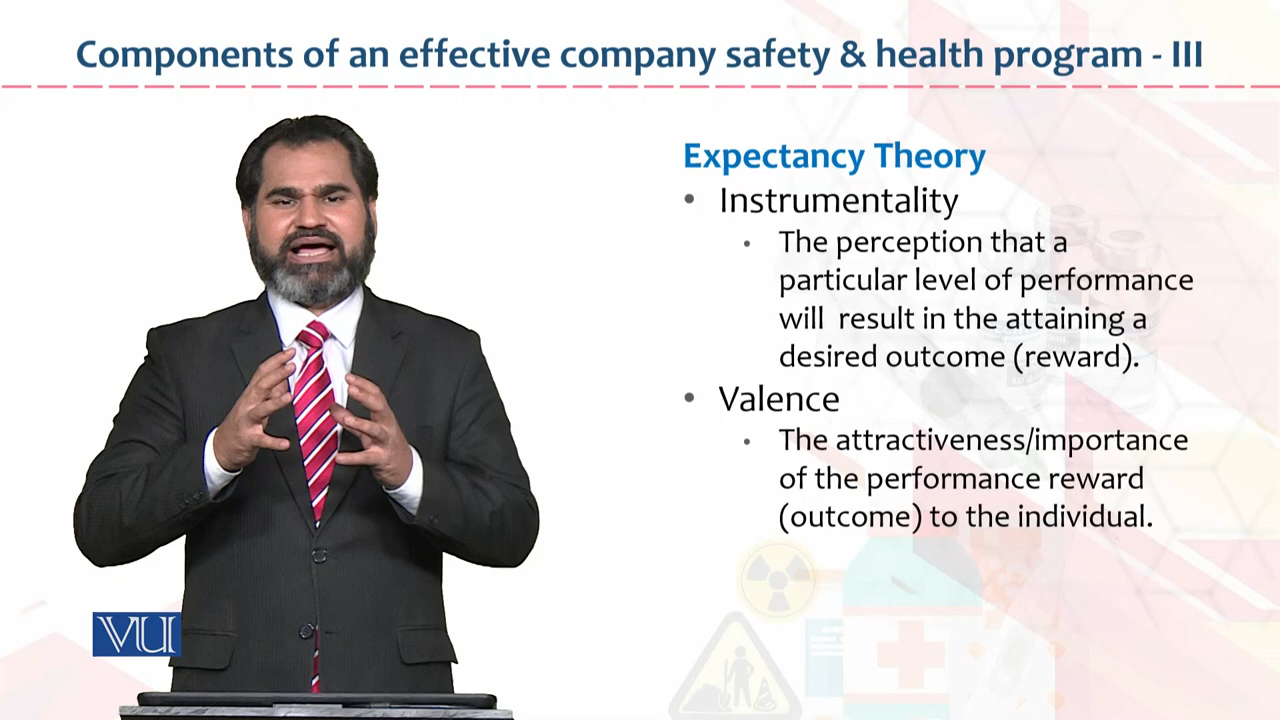 Components of an effective company safety & health program - III
Expectancy Theory
• Instrumentality
• The perception that a
particular level of performance
will result in the attaining a
desired outcome (reward).
• Valence
• The attractiveness/importance
of the performance reward
(outcome) to the individual.
VU